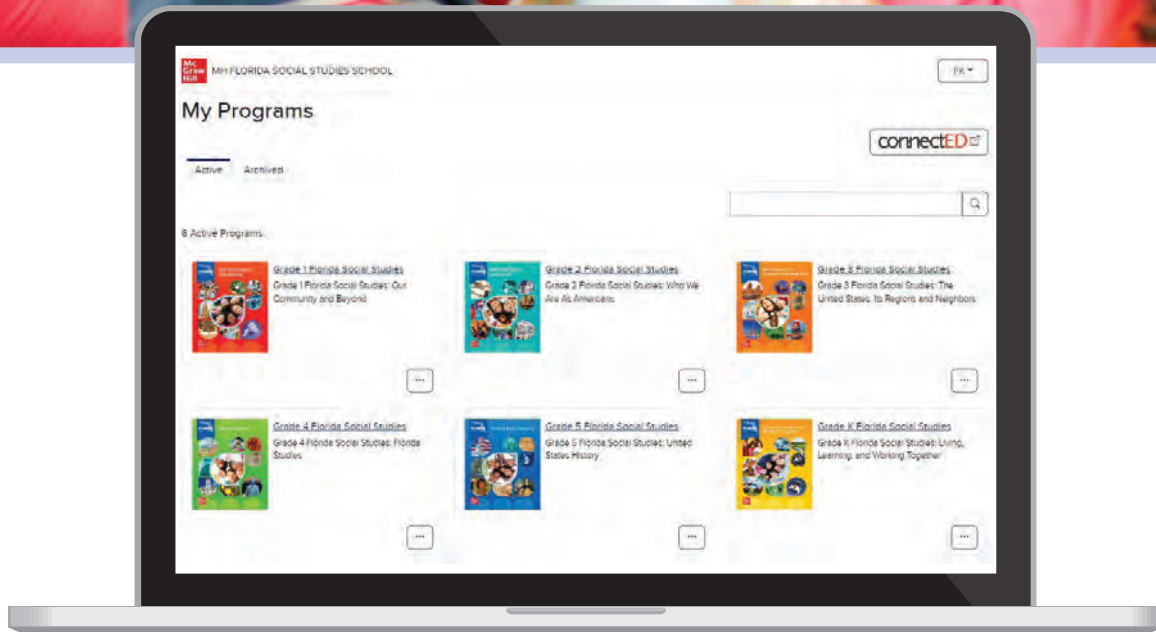 Mc
Graw
Hill
MH FLORIDA SOCIAL STUDIES SCHOOL
My Programs
connectED
Active Archived
6 Active Programs
Grade 1 Florida Social Studies
Grade 1 Florida Social Studies: Our
Community and Beyond
Grade 2 Florida Social Studies
Grade 2 Florida Social Studies: Who We
Are As Americans
Grade 3 Florida Social Studies
Grade 3 Florida Social Studies: The
United States, Its Regions and Neighbors
Grade 4 Florida Social Studies
Grade 4 Florida Social Studies: Florida
Studies
Grade 5 Florida Social Studies
Grade 5 Florida Social Studies: United
States History
Grade K Florida Social Studies
Grade K Florida Social Studies: Living,
Learning, and Working Together